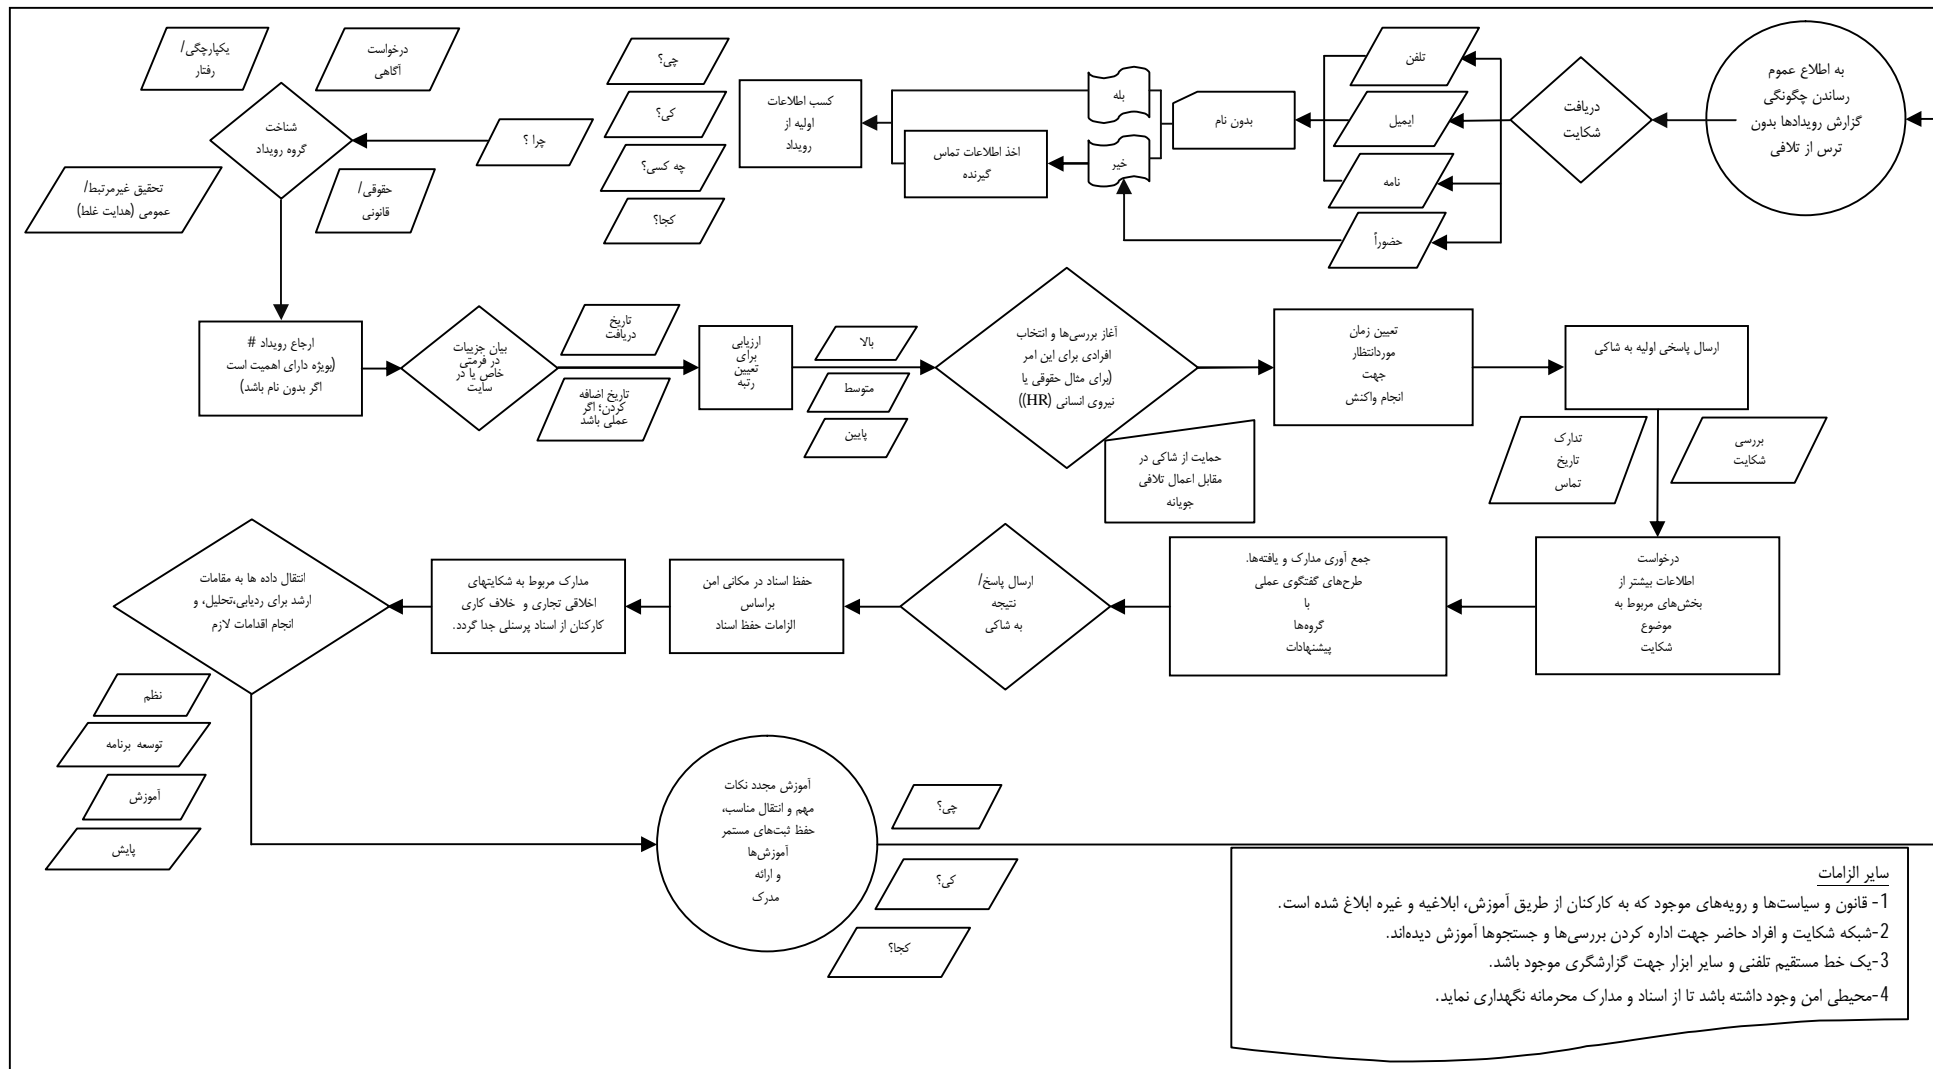 به اطلاع عموم
رساندن چگونگی
گزارش رویدادها بدون
ترس از تلافی
دریافت
شکایت
تلفن
ایمیل
نامه
حضوراً
بدون نام
بله
خیر
اخذ اطلاعات تماس
گیرنده
کسب اطلاعات
اولیه از
رویداد
چی؟
کی؟
چه کسی؟
کجا؟
چرا ؟
درخواست
آگاهی
یکپارچگی/
رفتار
شناخت
گروه رویداد
حقوقی/
قانونی
تحقیق غیرمرتبط/
عمومی (هدایت غلط)
ارجاع رویداد #
(بویژه دارای اهمیت است
اگر بدون نام باشد)
بیان جزییات
در فرمتی
خاص یا در
سایت
تاریخ
دریافت
تاریخ اضافه
کردن؛ اگر
عملی باشد
ارزیابی
برای
تعیین
رتبه
بالا
متوسط
پایین
آغاز بررسی‌ها و انتخاب
افرادی برای این امر
(برای مثال حقوقی یا
نیروی انسانی (HR))
حمایت از شاکی در
مقابل اعمال تلافی
جویانه
تعیین زمان
موردانتظار
جهت
انجام واکنش
ارسال پاسخی اولیه به شاکی
تدارک
تاریخ
تماس
بررسی
شکایت
درخواست
اطلاعات بیشتر از
بخش‌های مربوط به
موضوع
شکایت
جمع آوری مدارک و یافته‌ها.
طرح‌های گفتگوی عملی
با
گروه‌ها
پیشنهادات
ارسال پاسخ/
نتیجه
به شاکی
حفظ اسناد در مکانی امن
براساس
الزامات حفظ اسناد
مدارک مربوط به شکایتهای
اخلاقی تجاری و خلاف کاری
کارکنان از اسناد پرسنلی جدا گردد.
انتقال داده ها به مقامات
ارشد برای ردیابی،تحلیل، و
انجام اقدامات لازم
نظم
توسعه برنامه
آموزش
پایش
آموزش مجدد نکات
مهم و انتقال مناسب،
حفظ ثبت‌های مستمر
آموزش‌ها
و ارائه
مدرک
چی؟
کی؟
کجا؟
سایر الزامات
1- قانون و سیاست‌ها و رویه‌های موجود که به کارکنان از طریق آموزش، ابلاغیه و غیره ابلاغ شده است.
2-شبکه شکایت و افراد حاضر جهت اداره کردن بررسی‌ها و جستجوها آموزش دیده‌اند.
3-یک خط مستقیم تلفنی و سایر ابزار جهت گزارشگری موجود باشد.
4-محیطی امن وجود داشته باشد تا از اسناد و مدارک محرمانه نگهداری نماید.